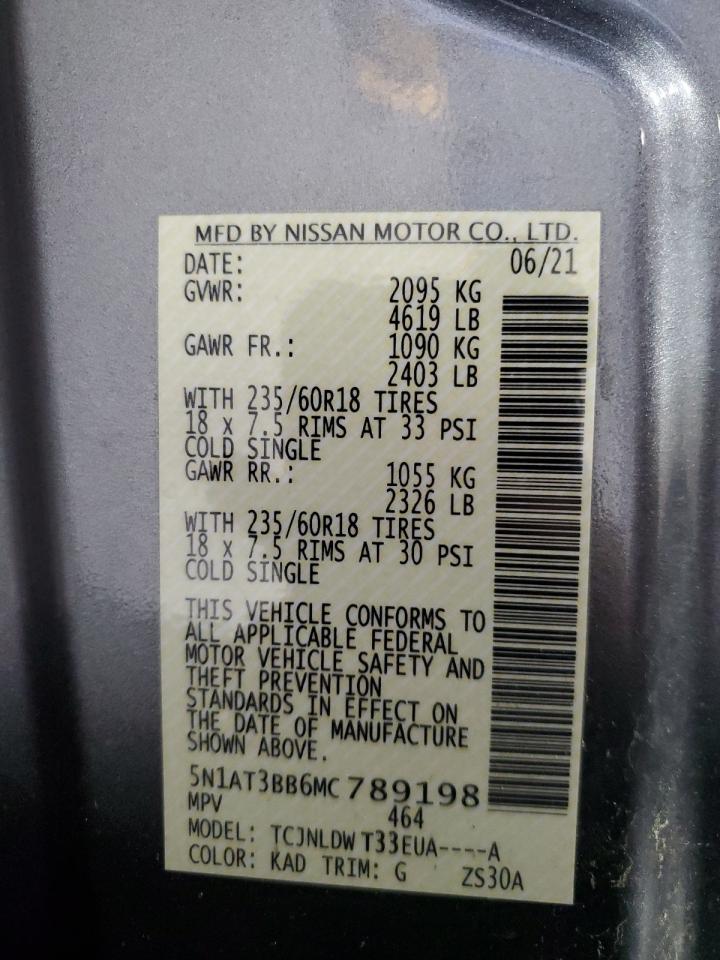 MFD BY NISSAN MOTOR CO., LTD.
DATE: 06/21
GVWR: 2095 KG
4619 LB
GAWR FR.: 1090 KG
2403 LB
WITH 235/60R18 TIRES
18 x 7.5 RIMS AT 33 PSI
COLD SINGLE
GAWR RR.: 1055 KG
2326 LB
WITH 235/60R18 TIRES
18 x 7.5 RIMS AT 30 PSI
COLD SINGLE
THIS VEHICLE CONFORMS TO
ALL APPLICABLE FEDERAL
MOTOR VEHICLE SAFETY AND
THEFT PREVENTION
STANDARDS IN EFFECT ON
THE DATE OF MANUFACTURE
SHOWN ABOVE.
5N1AT3BB6MC 789198
MPV 464
MODEL: TCJNLDW T33EUA----A
COLOR: KAD TRIM: G ZS30A